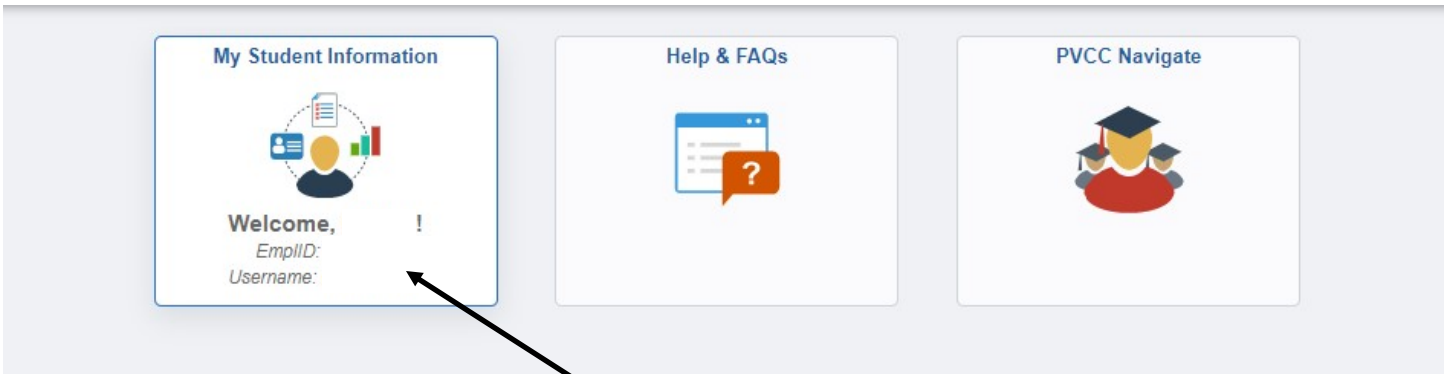 My Student Information
Welcome, !
EmplID:
Username:
Help & FAQs
?
PVCC Navigate